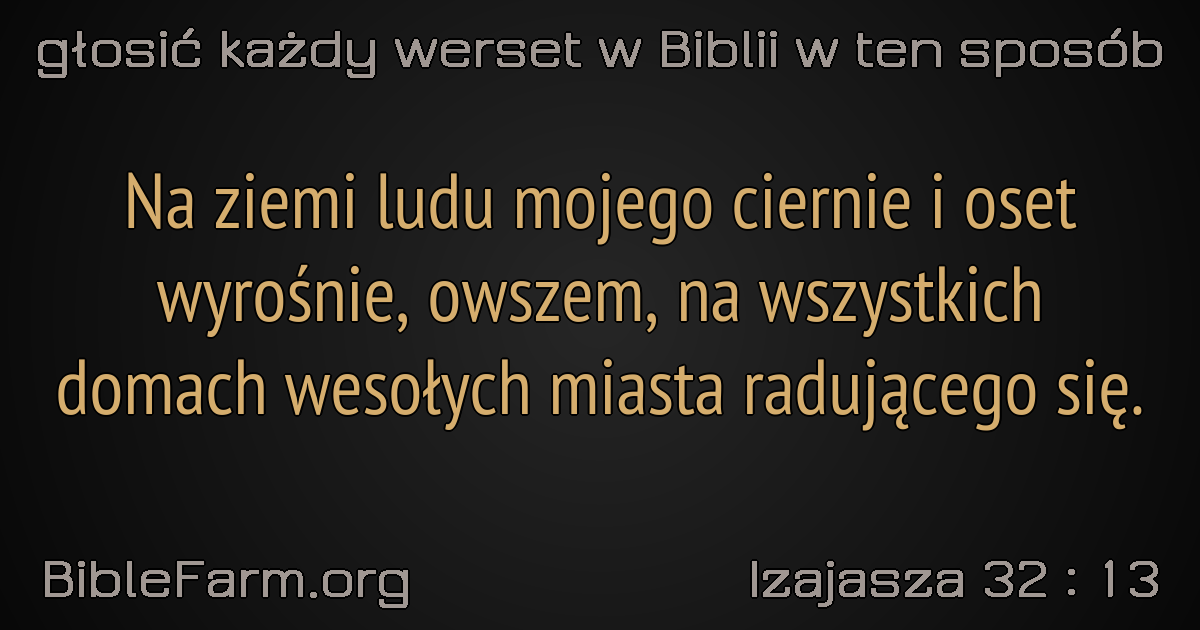 głosić każdy werset w Biblii w ten sposób
Na ziemi ludu mojego ciernie i oset
wyrośnie, owszem, na wszystkich
domach wesołych miasta radującego się.
BibleFarm.org
Izajasza 32 : 13